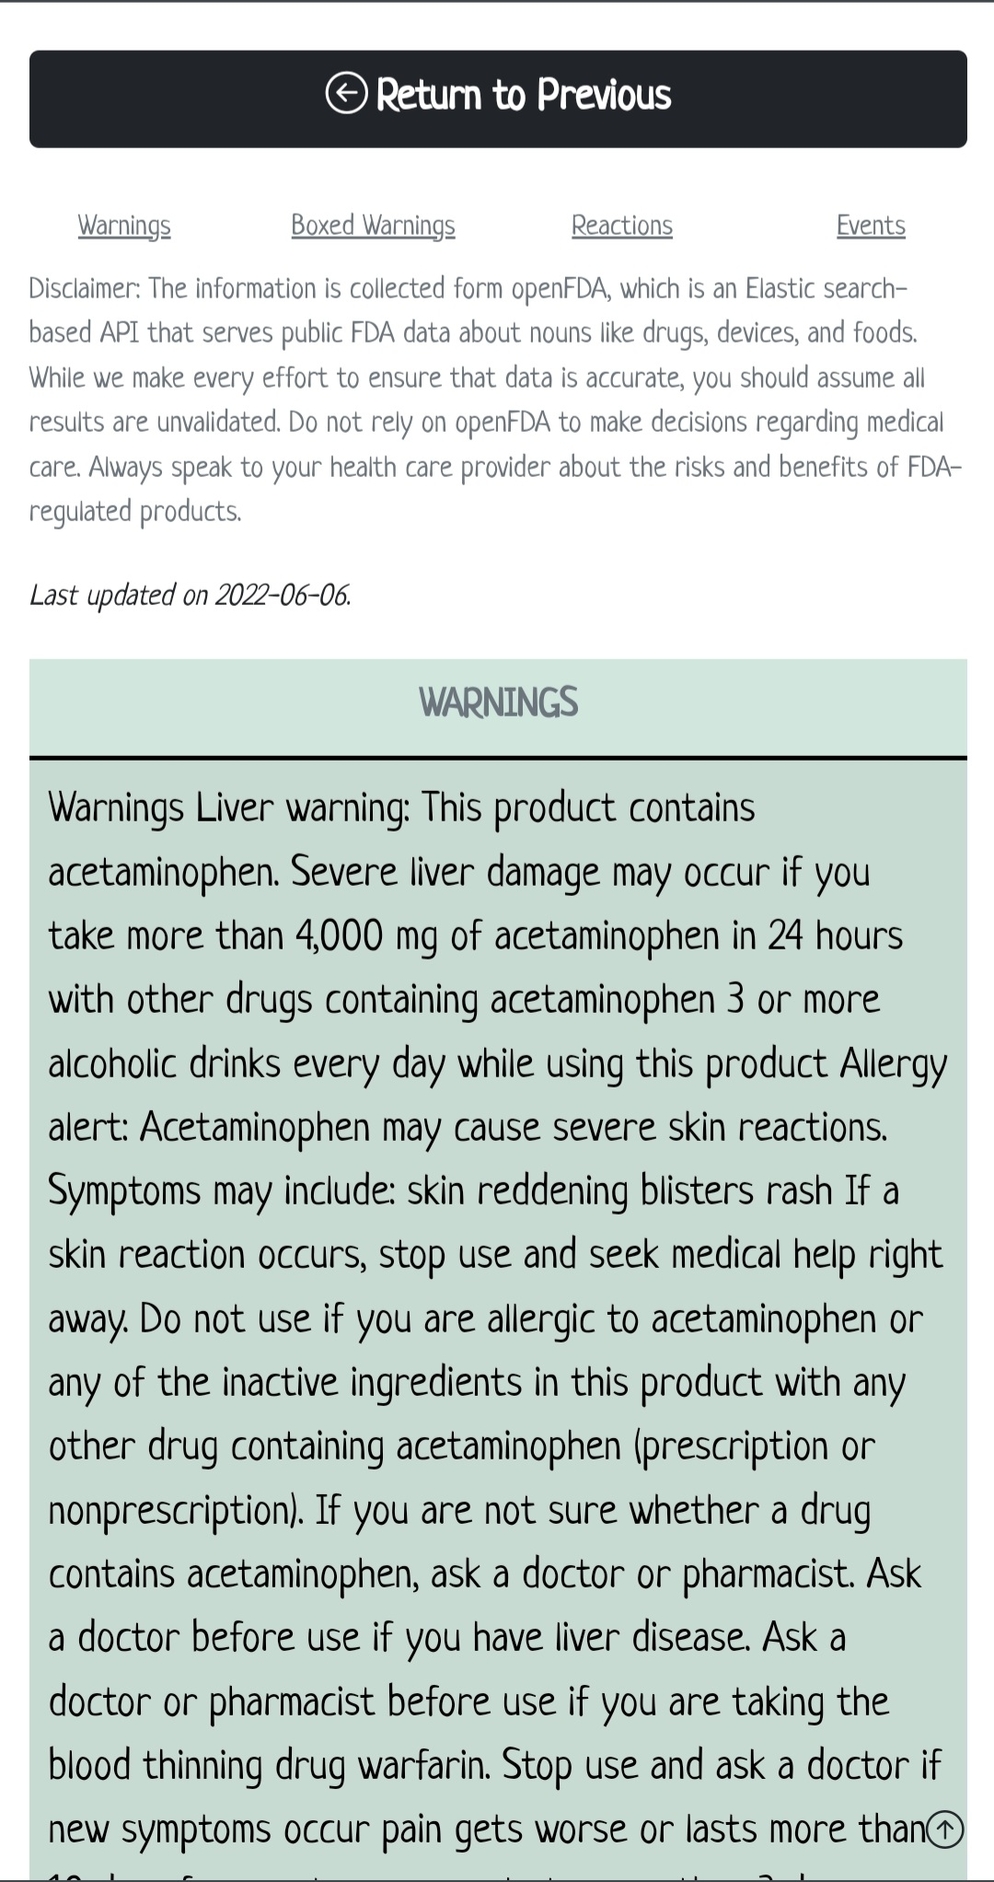 Return to Previous
Warnings Boxed Warnings Reactions Events
Disclaimer: The information is collected form openFDA, which is an Elastic search-
based API that serves public FDA data about nouns like drugs, devices, and foods.
While we make every effort to ensure that data is accurate, you should assume all
results are unvalidated. Do not rely on openFDA to make decisions regarding medical
care. Always speak to your health care provider about the risks and benefits of FDA-
regulated products.
Last updated on 2022-06-06.
WARNINGS
Warnings Liver warning: This product contains
acetaminophen. Severe liver damage may occur if you
take more than 4,000 mg of acetaminophen in 24 hours
with other drugs containing acetaminophen 3 or more
alcoholic drinks every day while using this product Allergy
alert: Acetaminophen may cause severe skin reactions.
Symptoms may include: skin reddening blisters rash If a
skin reaction occurs, stop use and seek medical help right
away. Do not use if you are allergic to acetaminophen or
any of the inactive ingredients in this product with any
other drug containing acetaminophen (prescription or
nonprescription). If you are not sure whether a drug
contains acetaminophen, ask a doctor or pharmacist. Ask
a doctor before use if you have liver disease. Ask a
doctor or pharmacist before use if you are taking the
blood thinning drug warfarin. Stop use and ask a doctor if
new symptoms occur pain gets worse or lasts more than